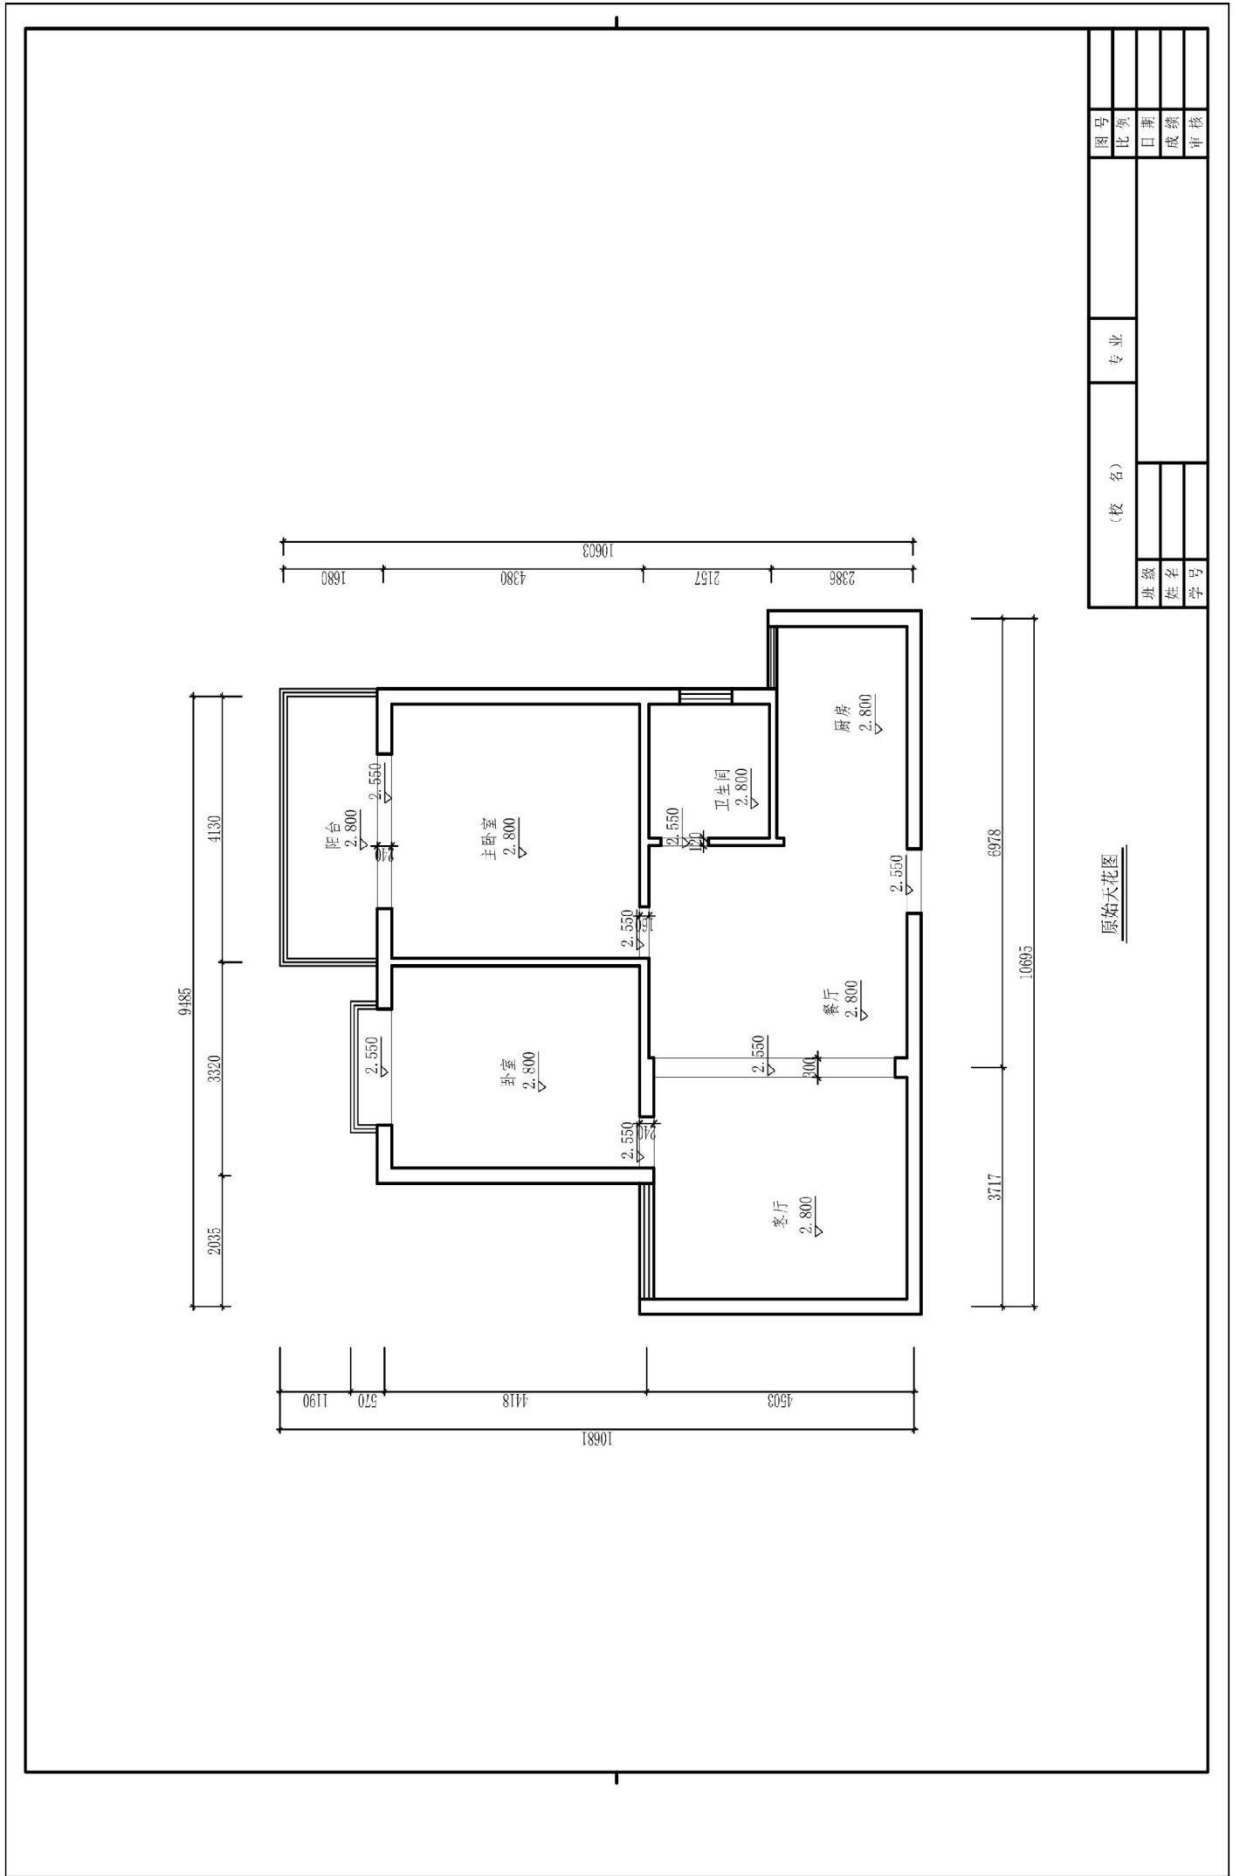 9485
2035
3320
4130
10681
1190
570
4418
4503
10603
1680
4380
2157
2386
阳台
2.800
2.550
240
2.550
主卧室
2.800
卧室
2.800
2.550
240
2.550
2.550
120
卫生间
2.800
2.550
300
厨房
2.800
餐厅
2.800
客厅
2.800
2.550
3717
6978
10695
原始天花图
(校 名)
专业
班级
姓名
学号
图号
日期
成绩
审核